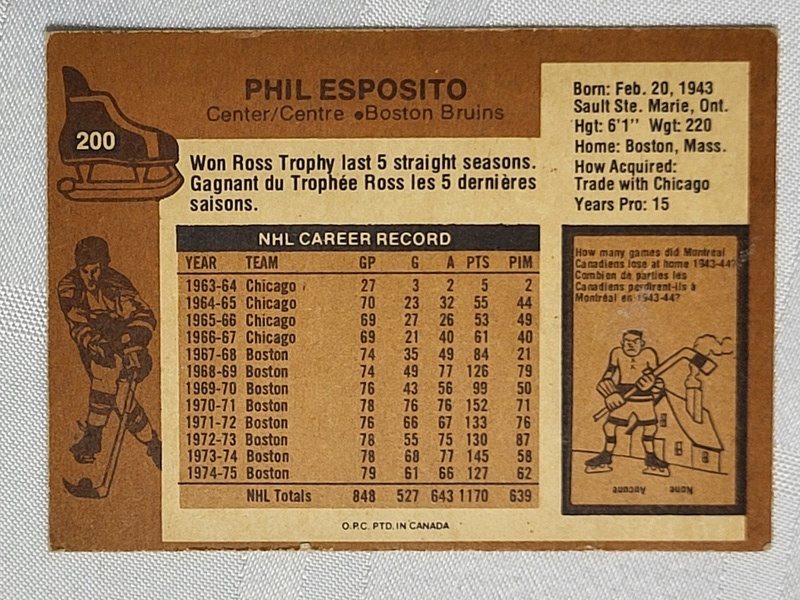 PHIL ESPOSITO
Center/Centre •Boston Bruins
200
Won Ross Trophy last 5 straight seasons.
Gagnant du Trophée Ross les 5 dernières
saisons.
Born: Feb. 20, 1943
Sault Ste. Marie, Ont.
Hgt: 6'1" Wgt: 220
Home: Boston, Mass.
How Acquired:
Trade with Chicago
Years Pro: 15
NHL CAREER RECORD
YEAR TEAM GP G A PTS PIM
1963-64 Chicago 27 3 2 5 2
1964-65 Chicago 70 23 32 55 44
1965-66 Chicago 69 27 26 53 49
1966-67 Chicago 69 21 40 61 40
1967-68 Boston 74 35 49 84 21
1968-69 Boston 74 49 77 126 79
1969-70 Boston 76 43 56 99 50
1970-71 Boston 78 76 76 152 71
1971-72 Boston 76 66 67 133 76
1972-73 Boston 78 55 75 130 87
1973-74 Boston 78 68 77 145 58
1974-75 Boston 79 61 66 127 62
NHL Totals 848 527 643 1170 639
O.P.C. PTD. IN CANADA
How many games did Montreal
Canadiens lose at home 1943-44?
Combien de parties les
Canadiens perdirent-ils à
Montréal en 1943-44?
None
Aucune